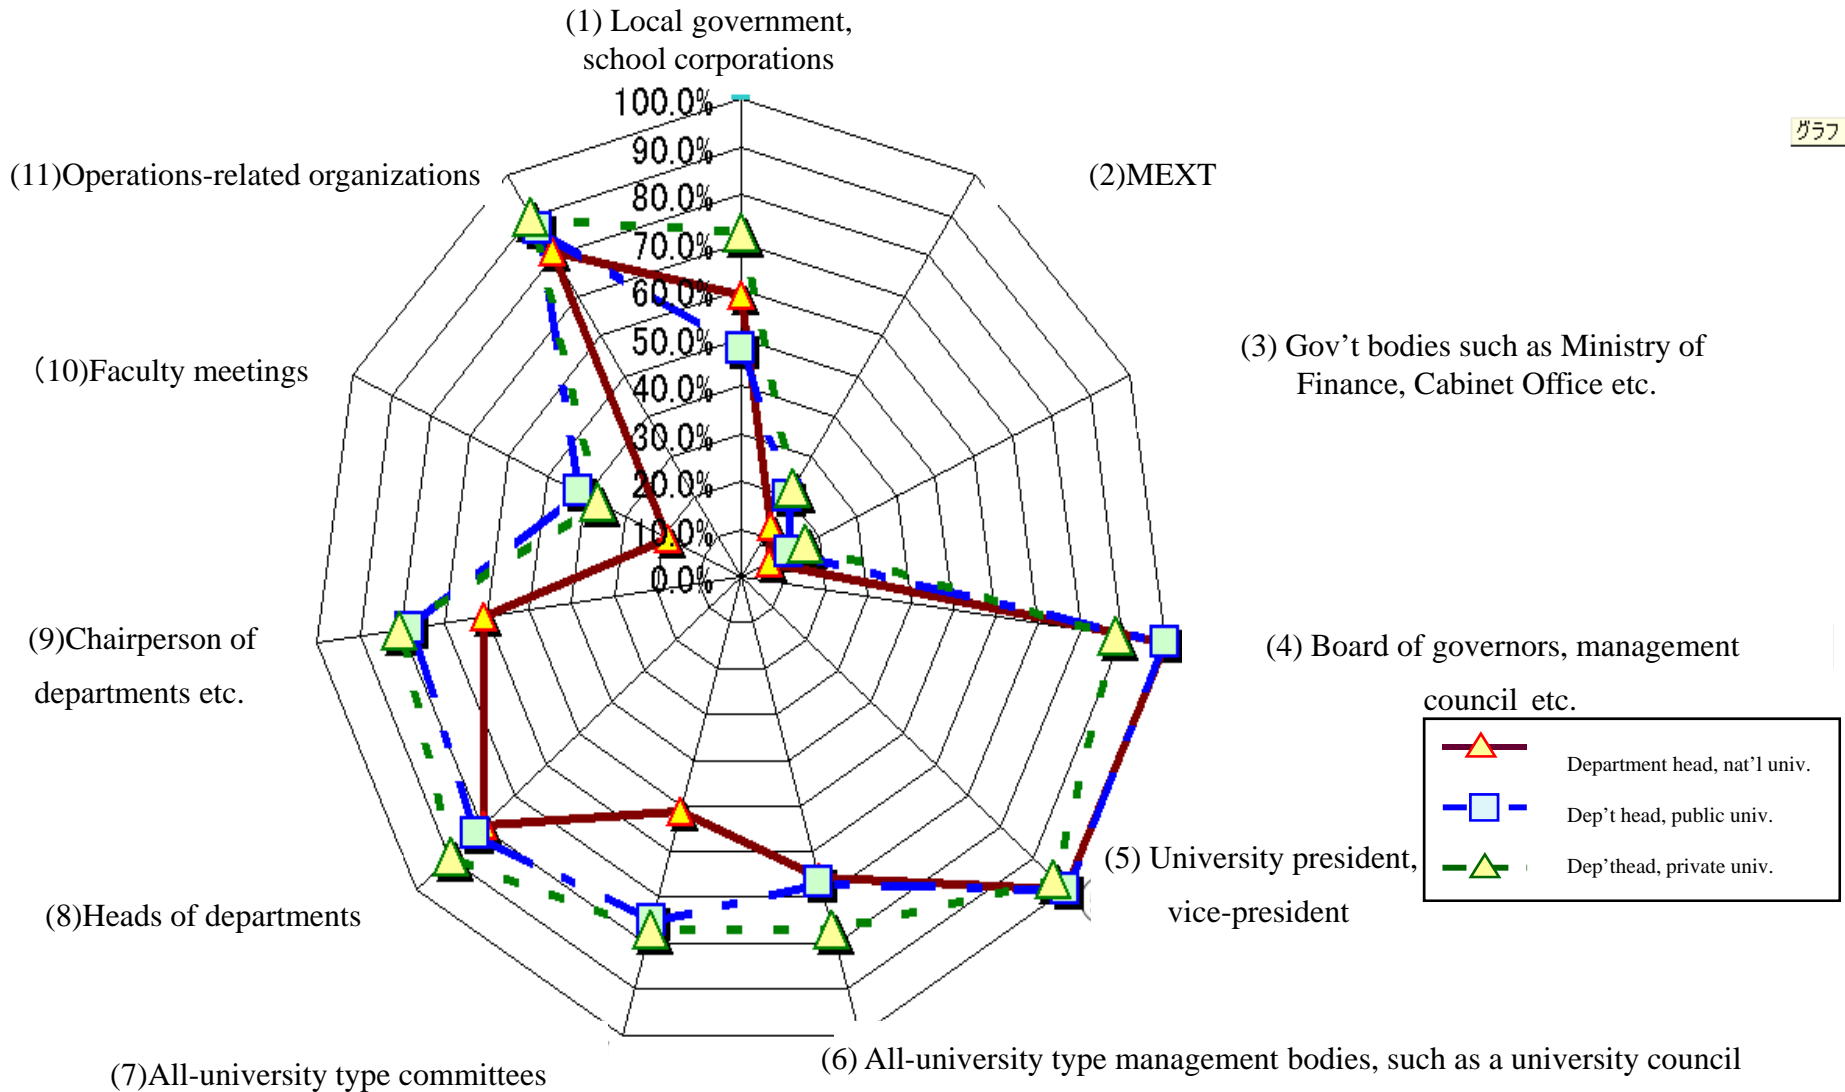 (1) Local government,
school corporations
100.0%
90.0%
80.0%
70.0%
60.0%
50.0%
40.0%
30.0%
20.0%
10.0%
0.0%
グラフ
(2)MEXT
(3) Gov’t bodies such as Ministry of
Finance, Cabinet Office etc.
(4) Board of governors, management
council etc.
Department head, nat’l univ.
Dep’t head, public univ.
Dep’thead, private univ.
(5) University president,
vice-president
(6) All-university type management bodies, such as a university council
(7)All-university type committees
(8)Heads of departments
(9)Chairperson of
departments etc.
(10)Faculty meetings
(11)Operations-related organizations